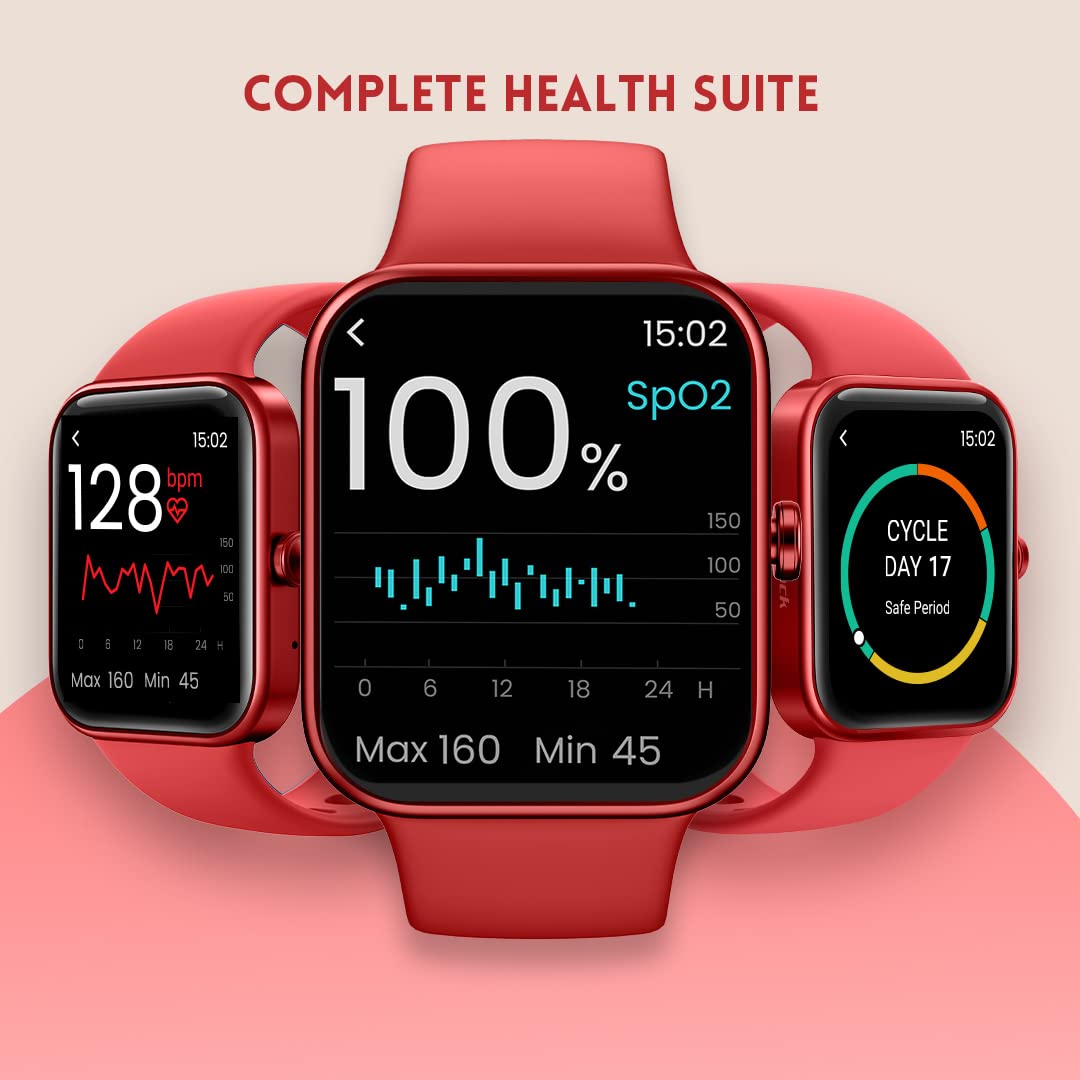 COMPLETE HEALTH SUITE
15:02
128 bpm
150
100
50
0 6 12 18 24 H
Max 160 Min 45
15:02
100% SpO2
150
100
50
0 6 12 18 24 H
Max 160 Min 45
15:02
CYCLE
DAY 17
Safe Period